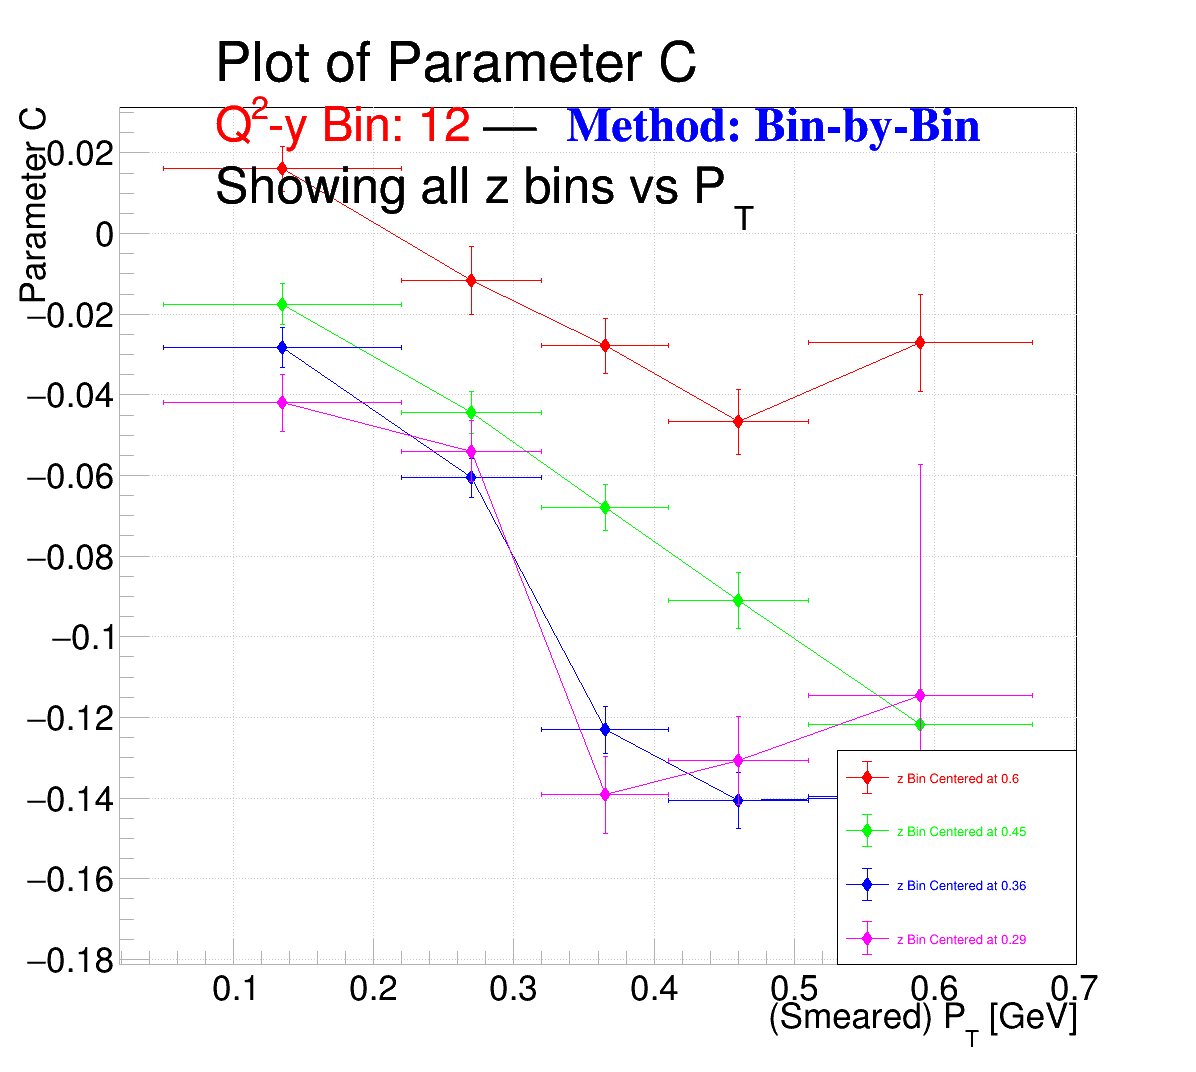 Plot of Parameter C
Q²-y Bin: 12 — Method: Bin-by-Bin
Showing all z bins vs P_T
Parameter C
0.02
0
−0.02
−0.04
−0.06
−0.08
−0.1
−0.12
−0.14
−0.16
−0.18
z Bin Centered at 0.6
z Bin Centered at 0.45
z Bin Centered at 0.36
z Bin Centered at 0.29
0.1 0.2 0.3 0.4 0.5 0.6 0.7
(Smeared) P_T [GeV]